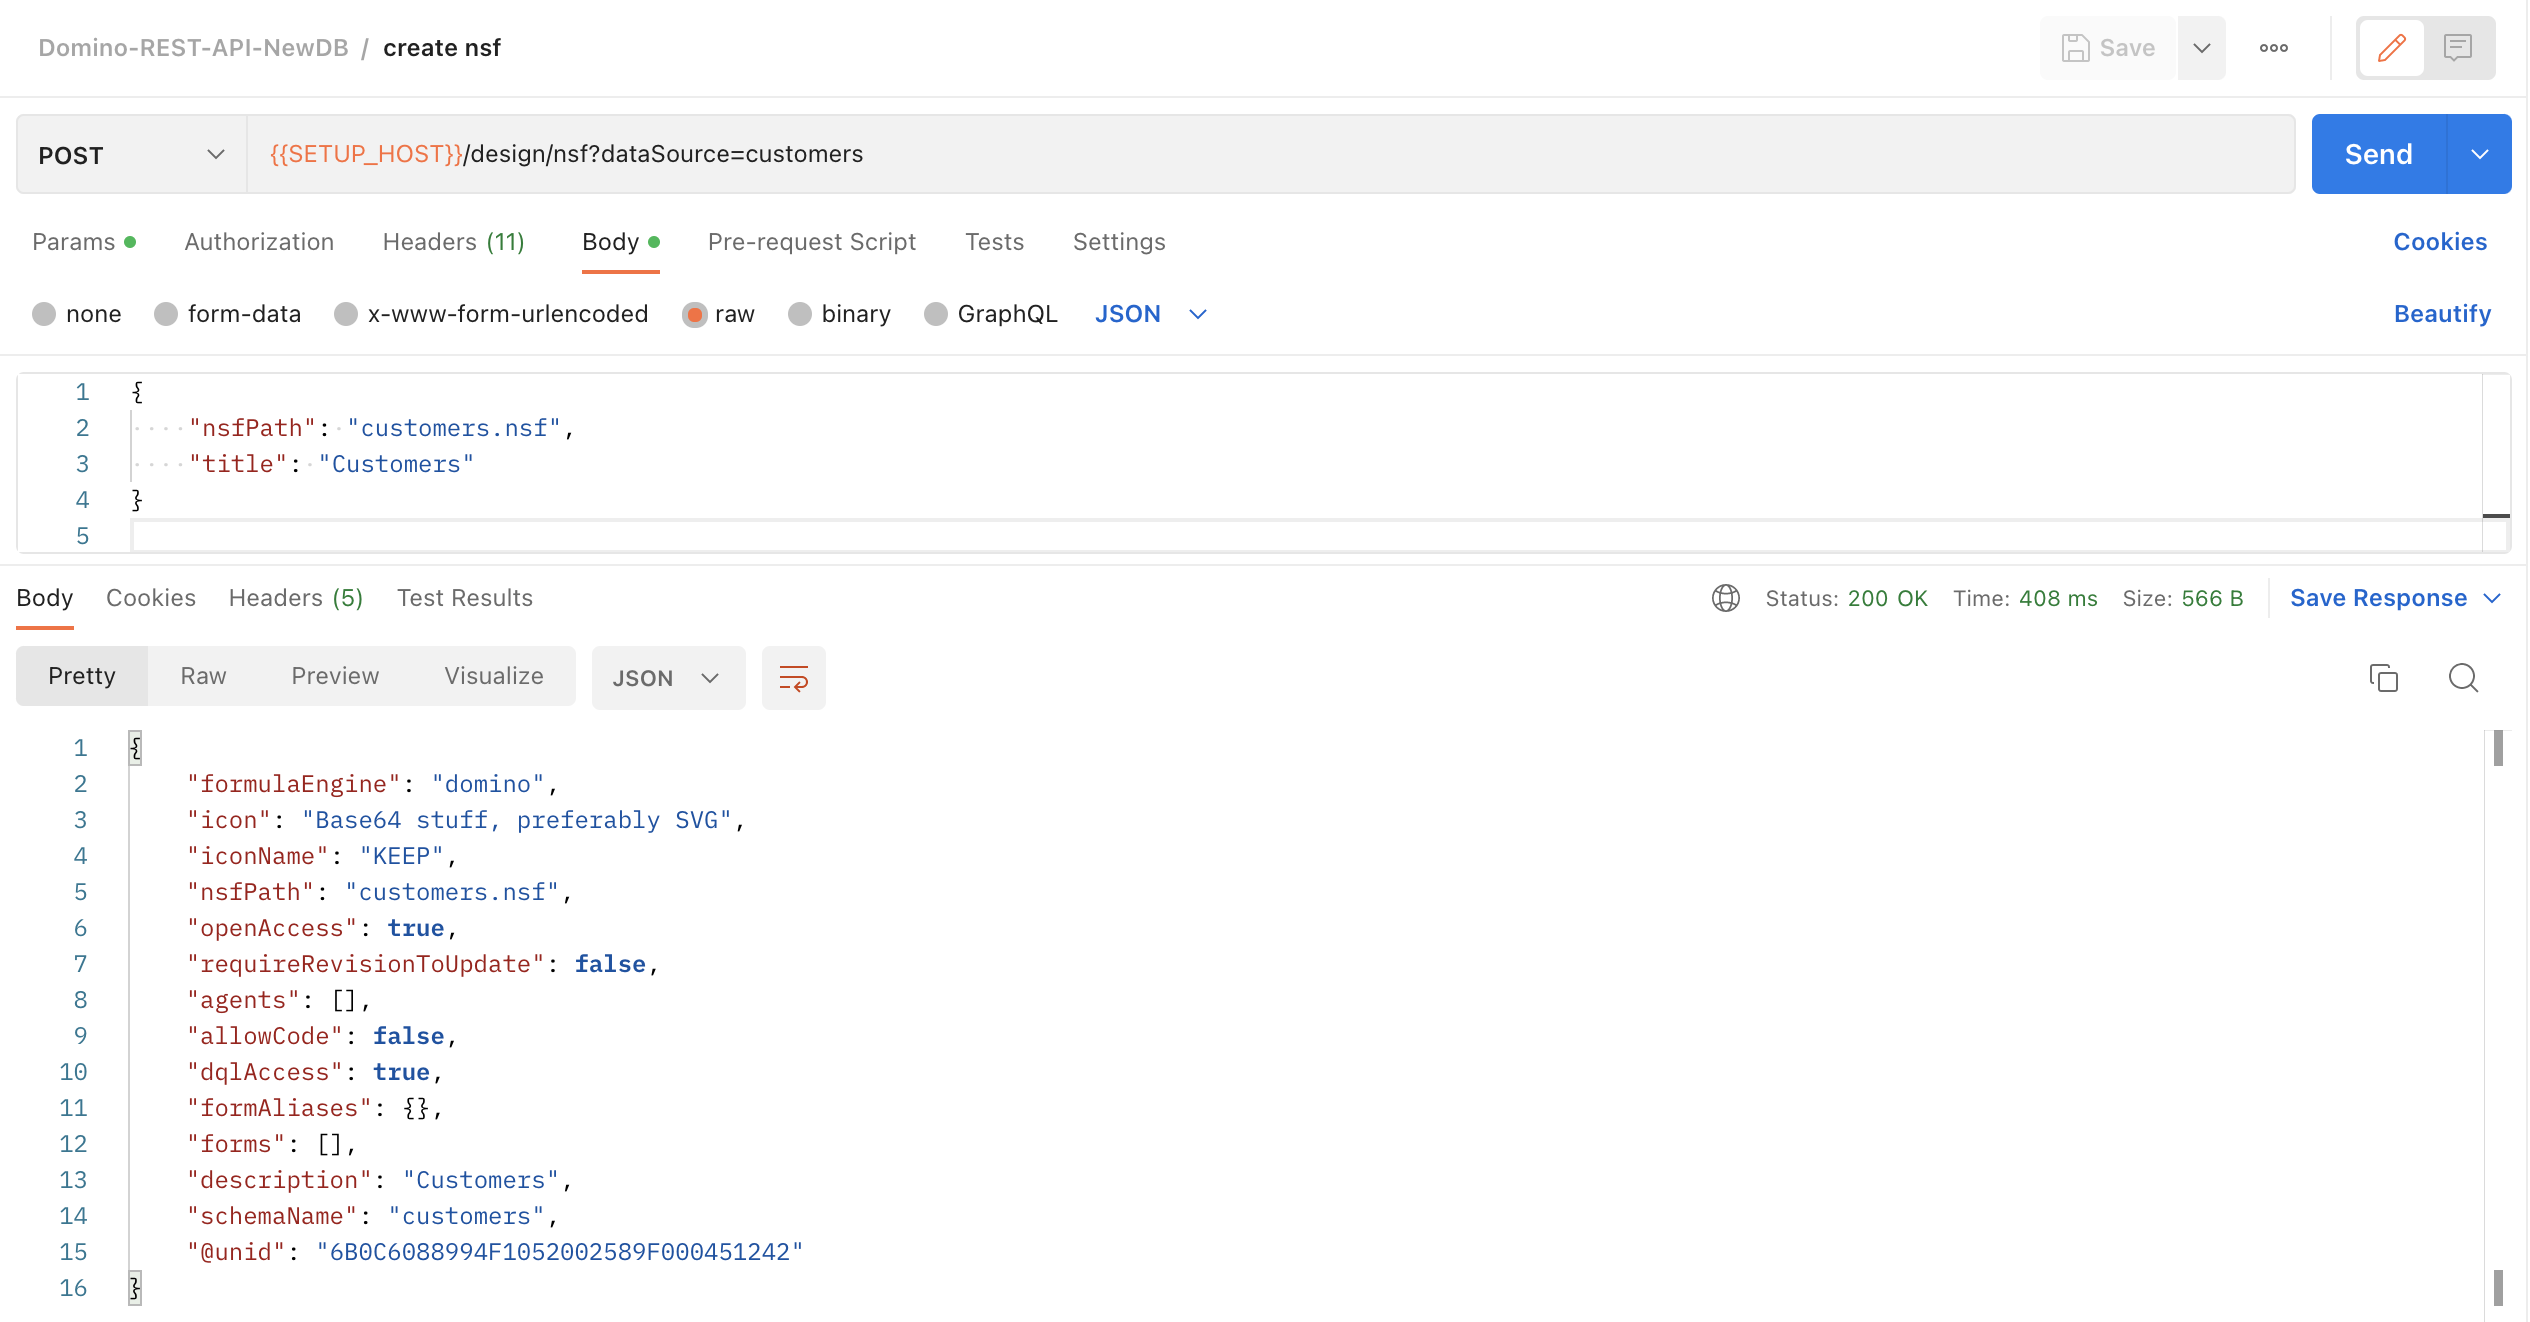 Domino-REST-API-NewDB / create nsf
Save
POST
{{SETUP_HOST}}/design/nsf?dataSource=customers
Send
Params
Authorization
Headers (11)
Body
Pre-request Script
Tests
Settings
Cookies
none
form-data
x-www-form-urlencoded
raw
binary
GraphQL
JSON
Beautify
1 {
2 "nsfPath": "customers.nsf",
3 "title": "Customers"
4 }
5
Body
Cookies
Headers (5)
Test Results
Status: 200 OK
Time: 408 ms
Size: 566 B
Save Response
Pretty
Raw
Preview
Visualize
JSON
1 {
2 "formulaEngine": "domino",
3 "icon": "Base64 stuff, preferably SVG",
4 "iconName": "KEEP",
5 "nsfPath": "customers.nsf",
6 "openAccess": true,
7 "requireRevisionToUpdate": false,
8 "agents": [],
9 "allowCode": false,
10 "dqlAccess": true,
11 "formAliases": {},
12 "forms": [],
13 "description": "Customers",
14 "schemaName": "customers",
15 "@unid": "6B0C6088994F1052002589F000451242"
16 }